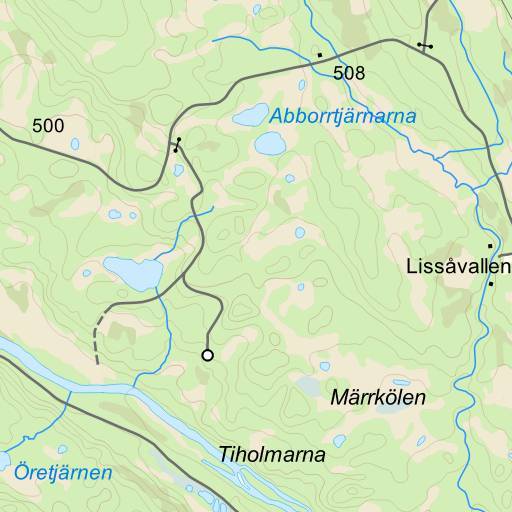 508
Abborrtjärnarna
500
Lissåvallen
Märrkölen
Tiholmarna
Öretjärnen